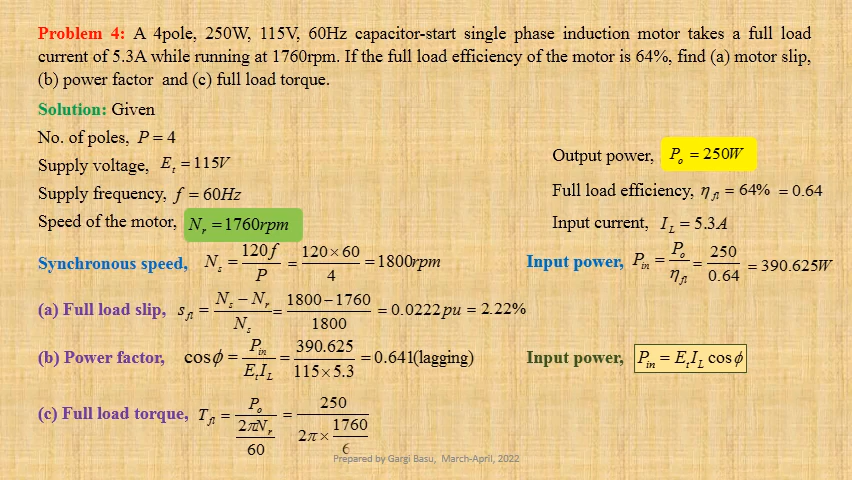 Problem 4: A 4pole, 250W, 115V, 60Hz capacitor-start single phase induction motor takes a full load
current of 5.3A while running at 1760rpm. If the full load efficiency of the motor is 64%, find (a) motor slip,
(b) power factor and (c) full load torque.
Solution: Given
No. of poles, P = 4
Supply voltage, E_t = 115V
Supply frequency, f = 60Hz
Speed of the motor, N_r = 1760rpm
Output power, P_o = 250W
Full load efficiency, η_fl = 64% = 0.64
Input current, I_L = 5.3A
Synchronous speed, N_s = 120f / P = 120×60 / 4 = 1800rpm
Input power, P_in = P_o / η_fl = 250 / 0.64 = 390.625W
(a) Full load slip, s_fl = N_s − N_r / N_s = 1800−1760 / 1800 = 0.0222pu = 2.22%
(b) Power factor, cosϕ = P_in / E_t I_L = 390.625 / 115×5.3 = 0.641(lagging)
Input power, P_in = E_t I_L cosϕ
(c) Full load torque, T_fl = P_o / 2πN_r / 60 = 250 / 2π× 1760 / 6
Prepared by Gargi Basu, March-April, 2022